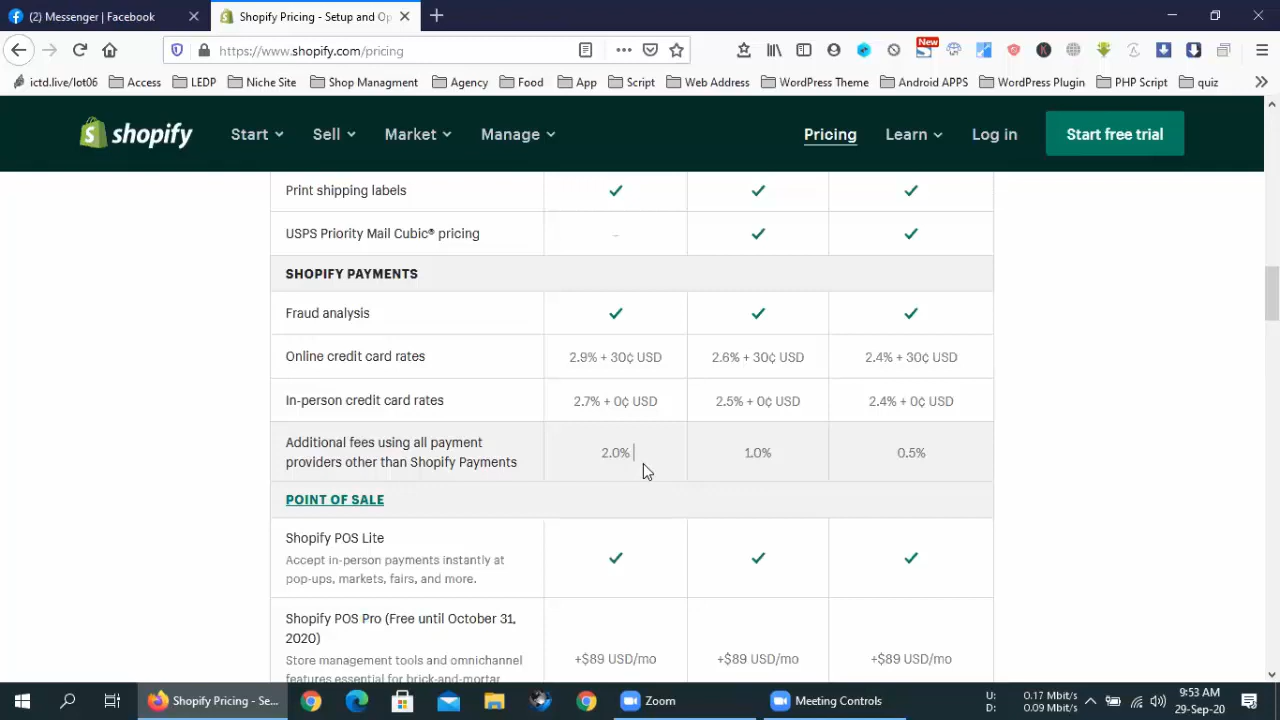 (2) Messenger | Facebook
Shopify Pricing - Setup and Op
https://www.shopify.com/pricing
New
ictd.live/lot06
Access
LEDP
Niche Site
Shop Managment
Agency
Food
App
Script
Web Address
WordPress Theme
Android APPS
WordPress Plugin
PHP Script
quiz
shopify
Start
Sell
Market
Manage
Pricing
Learn
Log in
Start free trial
Print shipping labels
USPS Priority Mail Cubic® pricing
–
SHOPIFY PAYMENTS
Fraud analysis
Online credit card rates
2.9% + 30¢ USD
2.6% + 30¢ USD
2.4% + 30¢ USD
In-person credit card rates
2.7% + 0¢ USD
2.5% + 0¢ USD
2.4% + 0¢ USD
Additional fees using all payment
providers other than Shopify Payments
2.0%
1.0%
0.5%
POINT OF SALE
Shopify POS Lite
Accept in-person payments instantly at
pop-ups, markets, fairs, and more.
Shopify POS Pro (Free until October 31,
2020)
Store management tools and omnichannel
features essential for brick-and-mortar
+$89 USD/mo
+$89 USD/mo
+$89 USD/mo
Shopify Pricing - Se...
Zoom
Meeting Controls
U: 0.17 Mbit/s
D: 0.09 Mbit/s
9:53 AM
29-Sep-20